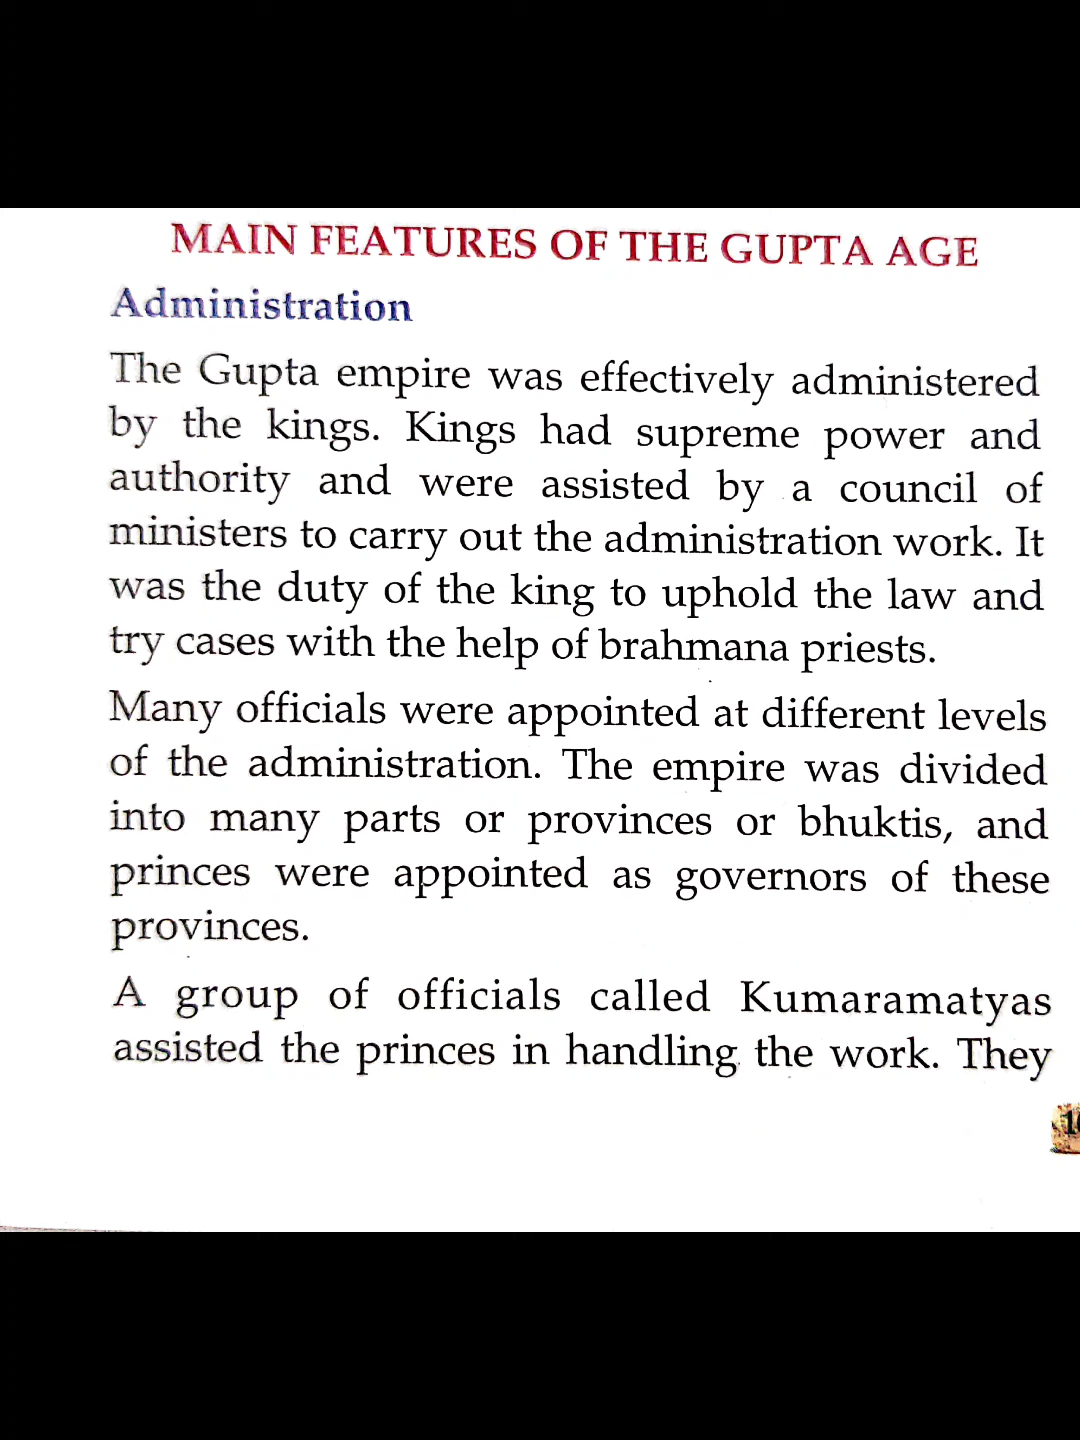 MAIN FEATURES OF THE GUPTA AGE
Administration
The Gupta empire was effectively administered
by the kings. Kings had supreme power and
authority and were assisted by a council of
ministers to carry out the administration work. It
was the duty of the king to uphold the law and
try cases with the help of brahmana priests.
Many officials were appointed at different levels
of the administration. The empire was divided
into many parts or provinces or bhuktis, and
princes were appointed as governors of these
provinces.
A group of officials called Kumaramatyas
assisted the princes in handling the work. They